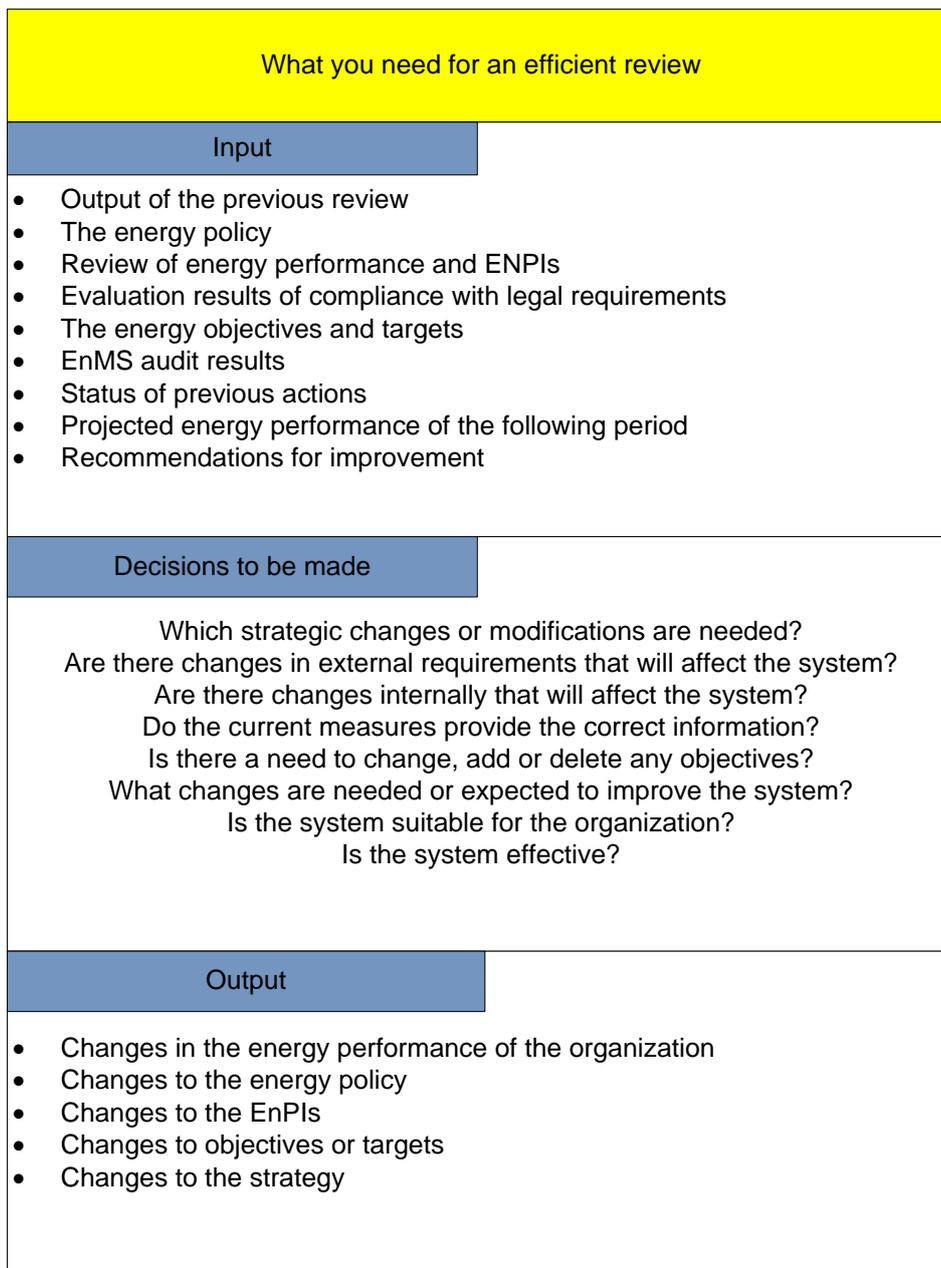 What you need for an efficient review
Input
• Output of the previous review
• The energy policy
• Review of energy performance and ENPIs
• Evaluation results of compliance with legal requirements
• The energy objectives and targets
• EnMS audit results
• Status of previous actions
• Projected energy performance of the following period
• Recommendations for improvement
Decisions to be made
Which strategic changes or modifications are needed?
Are there changes in external requirements that will affect the system?
Are there changes internally that will affect the system?
Do the current measures provide the correct information?
Is there a need to change, add or delete any objectives?
What changes are needed or expected to improve the system?
Is the system suitable for the organization?
Is the system effective?
Output
• Changes in the energy performance of the organization
• Changes to the energy policy
• Changes to the EnPIs
• Changes to objectives or targets
• Changes to the strategy